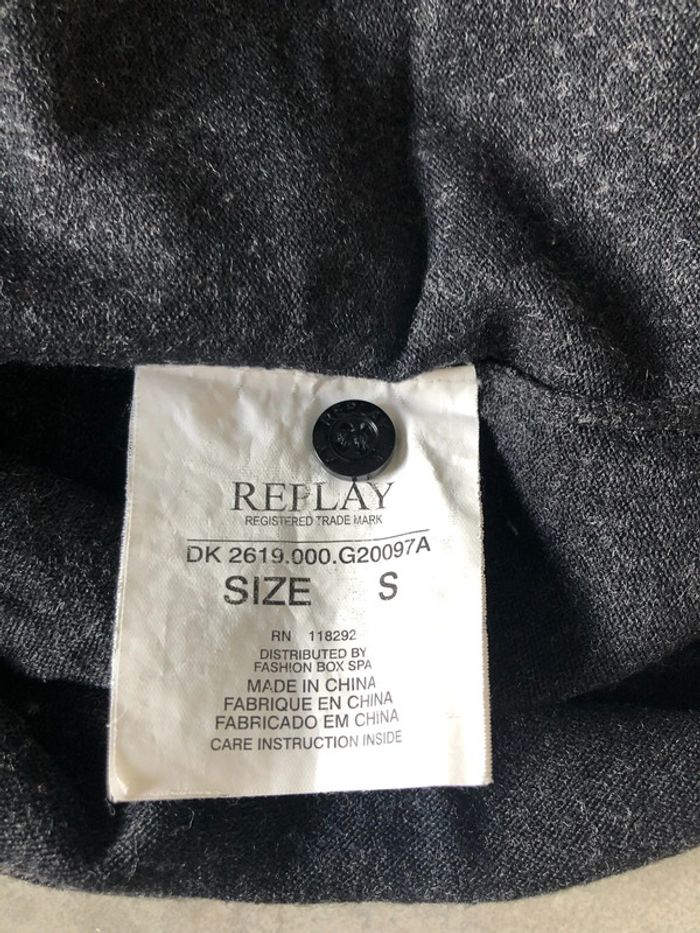 REPLAY
REGISTERED TRADE MARK
DK 2619.000.G20097A
SIZE S
RN 118292
DISTRIBUTED BY
FASHION BOX SPA
MADE IN CHINA
FABRIQUE EN CHINA
FABRICADO EM CHINA
CARE INSTRUCTION INSIDE